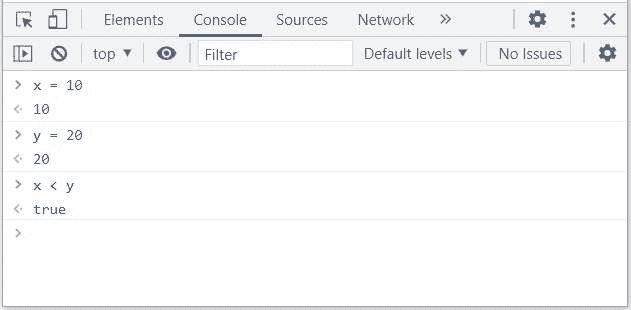 Elements Console Sources Network »
top ▼ Filter Default levels ▼ No Issues
> x = 10
<· 10
> y = 20
<· 20
> x < y
<· true
>